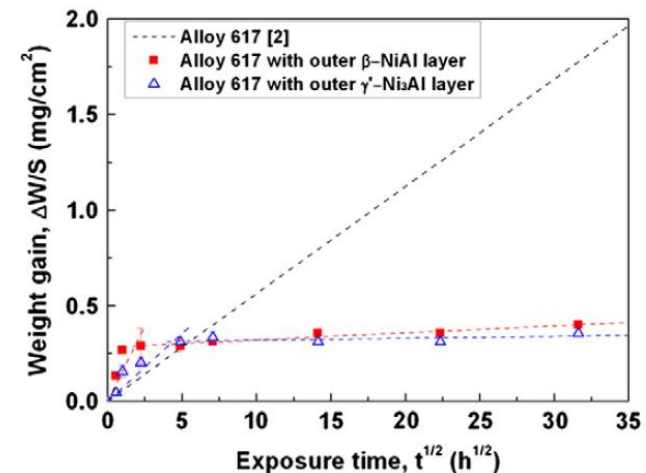 2.0
1.5
1.0
0.5
0.0
0
5
10
15
20
25
30
35
Weight gain, ΔW/S (mg/cm²)
Exposure time, t¹/² (h¹/²)
Alloy 617 [2]
Alloy 617 with outer β–NiAl layer
Alloy 617 with outer γ'–Ni₃Al layer